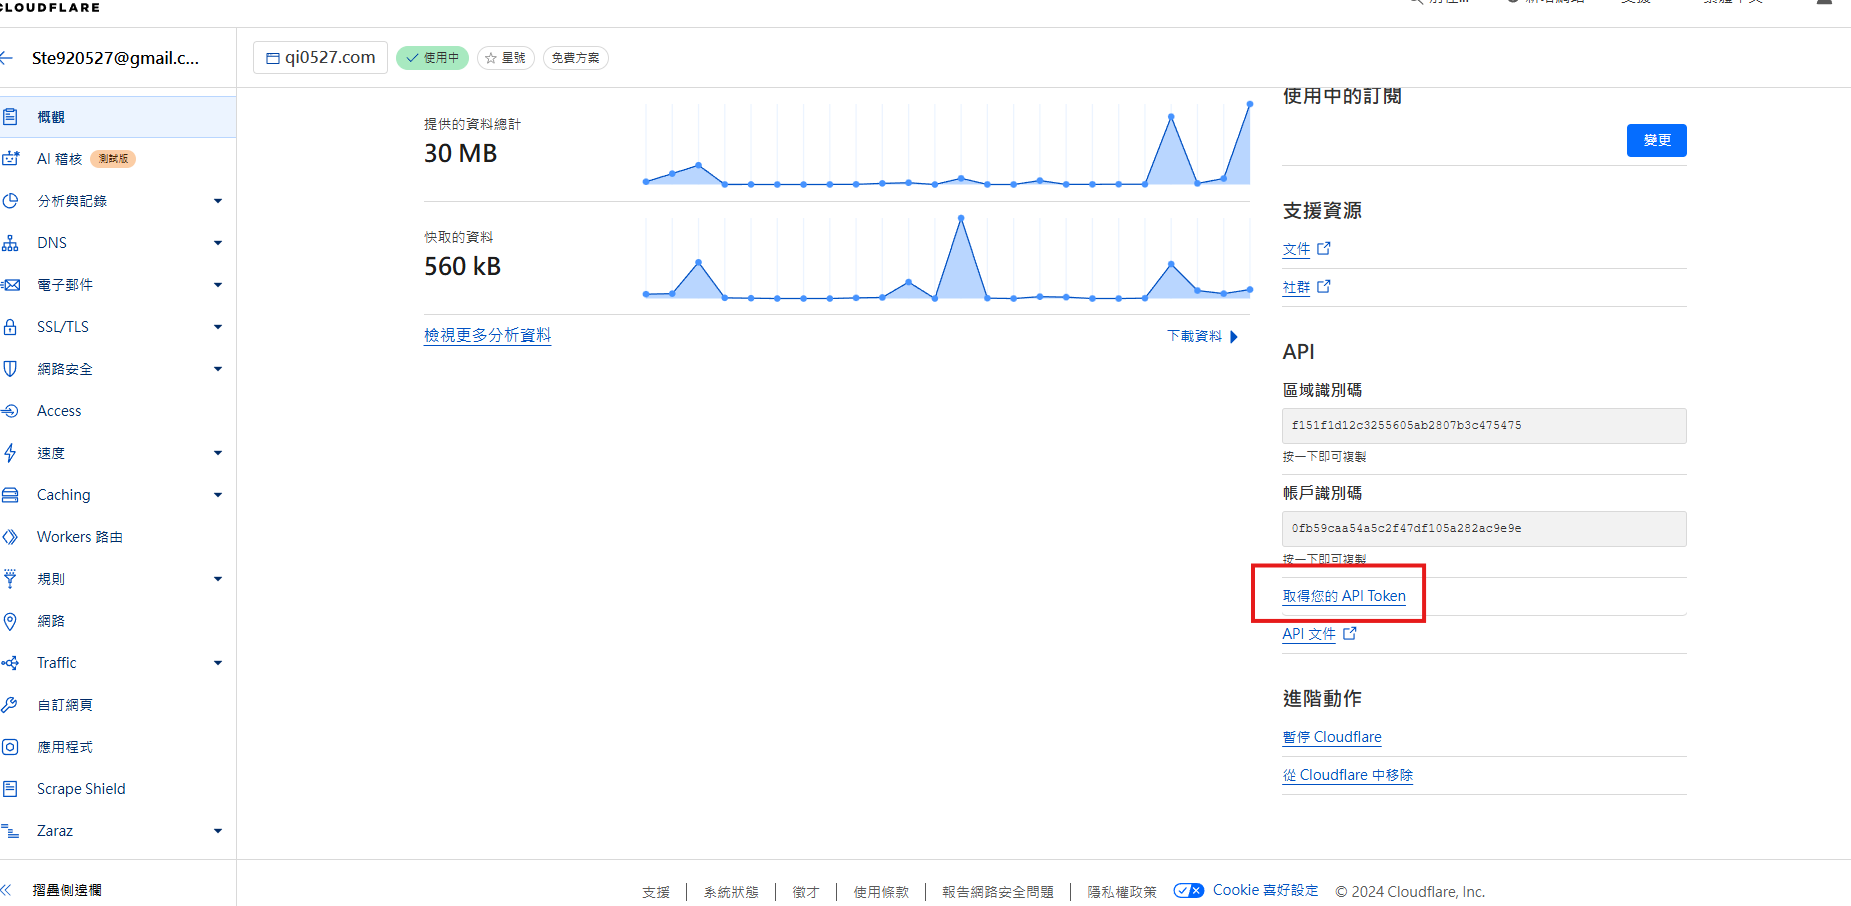 CLOUDFLARE
支援
繁體中文
Ste920527@gmail.c...
qi0527.com
使用中
星號
免費方案
概觀
AI 稽核 測試版
分析與記錄
DNS
電子郵件
SSL/TLS
網路安全
Access
速度
Caching
Workers 路由
規則
網路
Traffic
自訂網頁
應用程式
Scrape Shield
Zaraz
摺疊側邊欄
提供的資料總計
30 MB
快取的資料
560 kB
檢視更多分析資料
下載資料
使用中的訂閱
變更
支援資源
文件
社群
API
區域識別碼
f151f1d12c3255605ab2807b3c475475
按一下即可複製
帳戶識別碼
0fb59caa54a5c2f47df105a282ac9e9e
按一下即可複製
取得您的 API Token
API 文件
進階動作
暫停 Cloudflare
從 Cloudflare 中移除
支援
系統狀態
徵才
使用條款
報告網路安全問題
隱私權政策
Cookie 喜好設定
© 2024 Cloudflare, Inc.